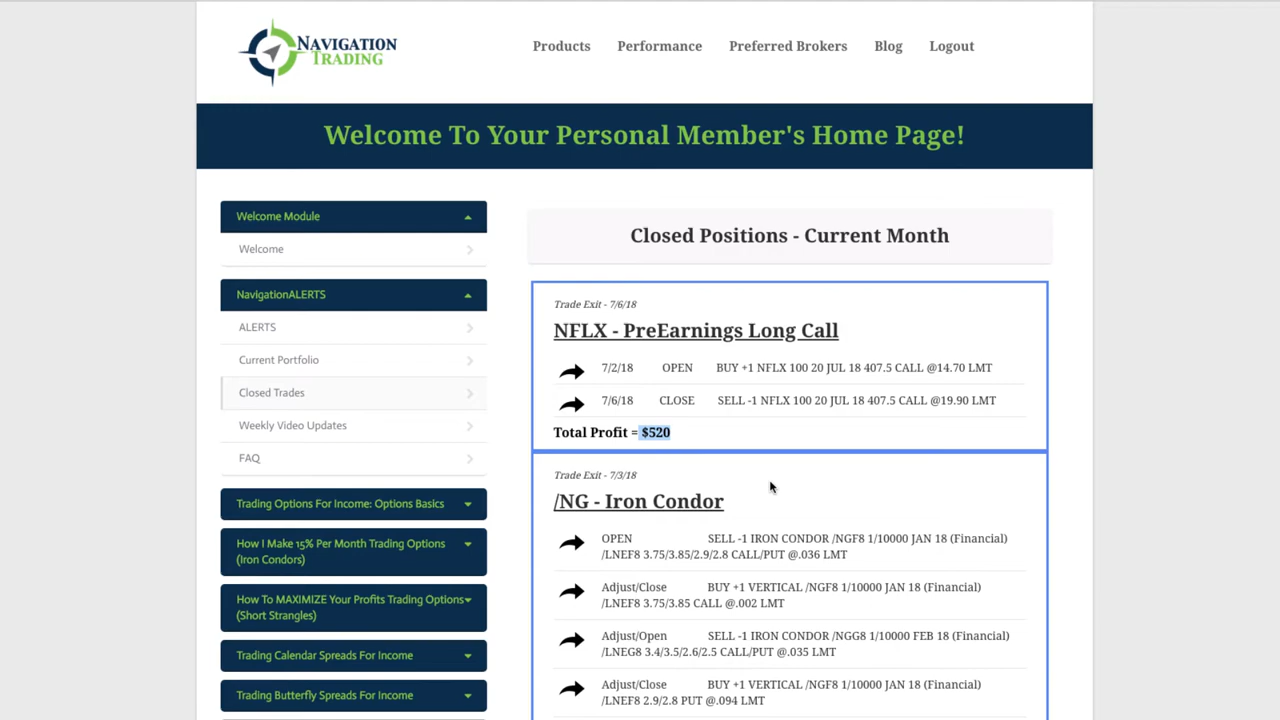 NAVIGATION
TRADING
Products
Performance
Preferred Brokers
Blog
Logout
Welcome To Your Personal Member's Home Page!
Welcome Module
Welcome
NavigationALERTS
ALERTS
Current Portfolio
Closed Trades
Weekly Video Updates
FAQ
Trading Options For Income: Options Basics
How I Make 15% Per Month Trading Options
(Iron Condors)
How To MAXIMIZE Your Profits Trading Options
(Short Strangles)
Trading Calendar Spreads For Income
Trading Butterfly Spreads For Income
Closed Positions - Current Month
Trade Exit - 7/6/18
NFLX - PreEarnings Long Call
7/2/18 OPEN BUY +1 NFLX 100 20 JUL 18 407.5 CALL @14.70 LMT
7/6/18 CLOSE SELL -1 NFLX 100 20 JUL 18 407.5 CALL @19.90 LMT
Total Profit = $520
Trade Exit - 7/3/18
/NG - Iron Condor
OPEN SELL -1 IRON CONDOR /NGF8 1/10000 JAN 18 (Financial)
/LNEF8 3.75/3.85/2.9/2.8 CALL/PUT @.036 LMT
Adjust/Close BUY +1 VERTICAL /NGF8 1/10000 JAN 18 (Financial)
/LNEF8 3.75/3.85 CALL @.002 LMT
Adjust/Open SELL -1 IRON CONDOR /NGG8 1/10000 FEB 18 (Financial)
/LNEG8 3.4/3.5/2.6/2.5 CALL/PUT @.035 LMT
Adjust/Close BUY +1 VERTICAL /NGF8 1/10000 JAN 18 (Financial)
/LNEF8 2.9/2.8 PUT @.094 LMT